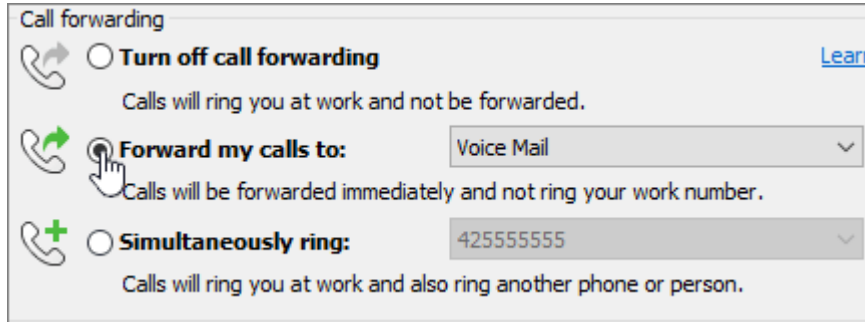 Call forwarding
Turn off call forwarding
Lear
Calls will ring you at work and not be forwarded.
Forward my calls to:
Voice Mail
Calls will be forwarded immediately and not ring your work number.
Simultaneously ring:
425555555
Calls will ring you at work and also ring another phone or person.